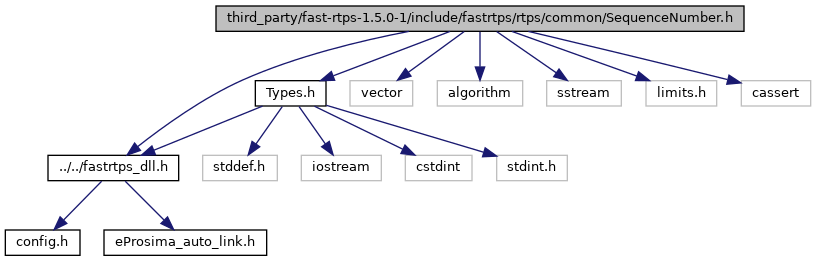 third_party/fast-rtps-1.5.0-1/include/fastrtps/rtps/common/SequenceNumber.h
Types.h
vector
algorithm
sstream
limits.h
cassert
../../fastrtps_dll.h
stddef.h
iostream
cstdint
stdint.h
config.h
eProsima_auto_link.h